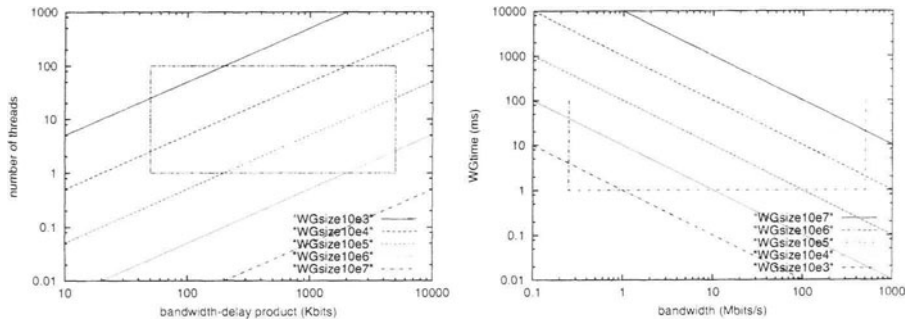 number of threads
1000
100
10
1
0.1
0.01
"WGsize10e3"
"WGsize10e4"
"WGsize10e5"
"WGsize10e6"
"WGsize10e7"
10 100 1000 10000
bandwidth-delay product (Kbits)
WGtime (ms)
10000
1000
100
10
1
0.1
0.01
"WGsize10e7"
"WGsize10e6"
"WGsize10e5"
"WGsize10e4"
"WGsize10e3"
0.1 1 10 100 1000
bandwidth (Mbits/s)